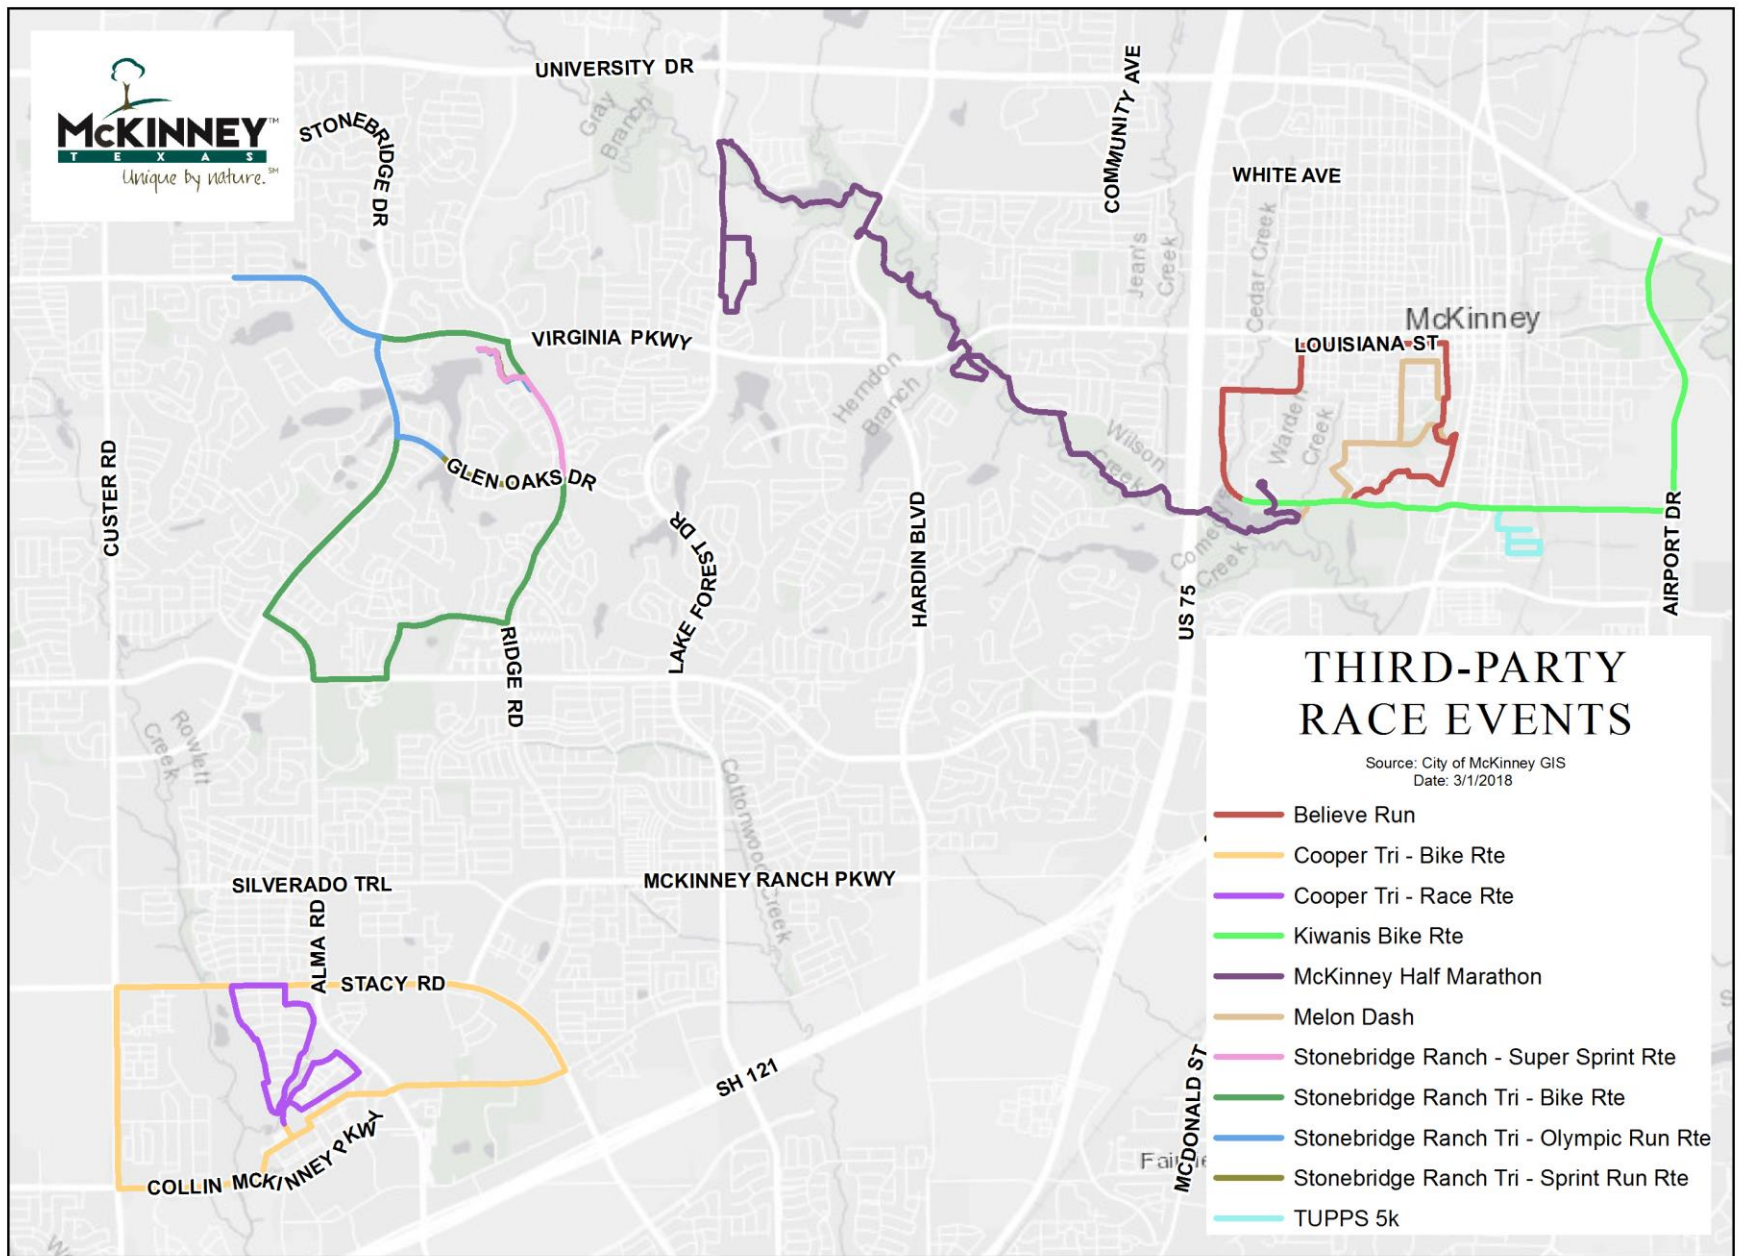 McKINNEY™
TEXAS
Unique by nature.℠
UNIVERSITY DR
COMMUNITY AVE
STONEBRIDGE DR
Gray
Branch
WHITE AVE
Jean's
Creek
Cedar Creek
McKinney
LOUISIANA ST
VIRGINIA PKWY
Herndon
Branch
Warden
Creek
Wilson
Creek
CUSTER RD
GLEN OAKS DR
LAKE FOREST DR
HARDIN BLVD
Creek
US 75
AIRPORT DR
RIDGE RD
Rowlett
Creek
Cottonwood Creek
SILVERADO TRL
MCKINNEY RANCH PKWY
ALMA RD
STACY RD
SH 121
MCDONALD ST
COLLIN MCKINNEY PKWY
THIRD-PARTY
RACE EVENTS
Source: City of McKinney GIS
Date: 3/1/2018
Believe Run
Cooper Tri - Bike Rte
Cooper Tri - Race Rte
Kiwanis Bike Rte
McKinney Half Marathon
Melon Dash
Stonebridge Ranch - Super Sprint Rte
Stonebridge Ranch Tri - Bike Rte
Stonebridge Ranch Tri - Olympic Run Rte
Stonebridge Ranch Tri - Sprint Run Rte
TUPPS 5k